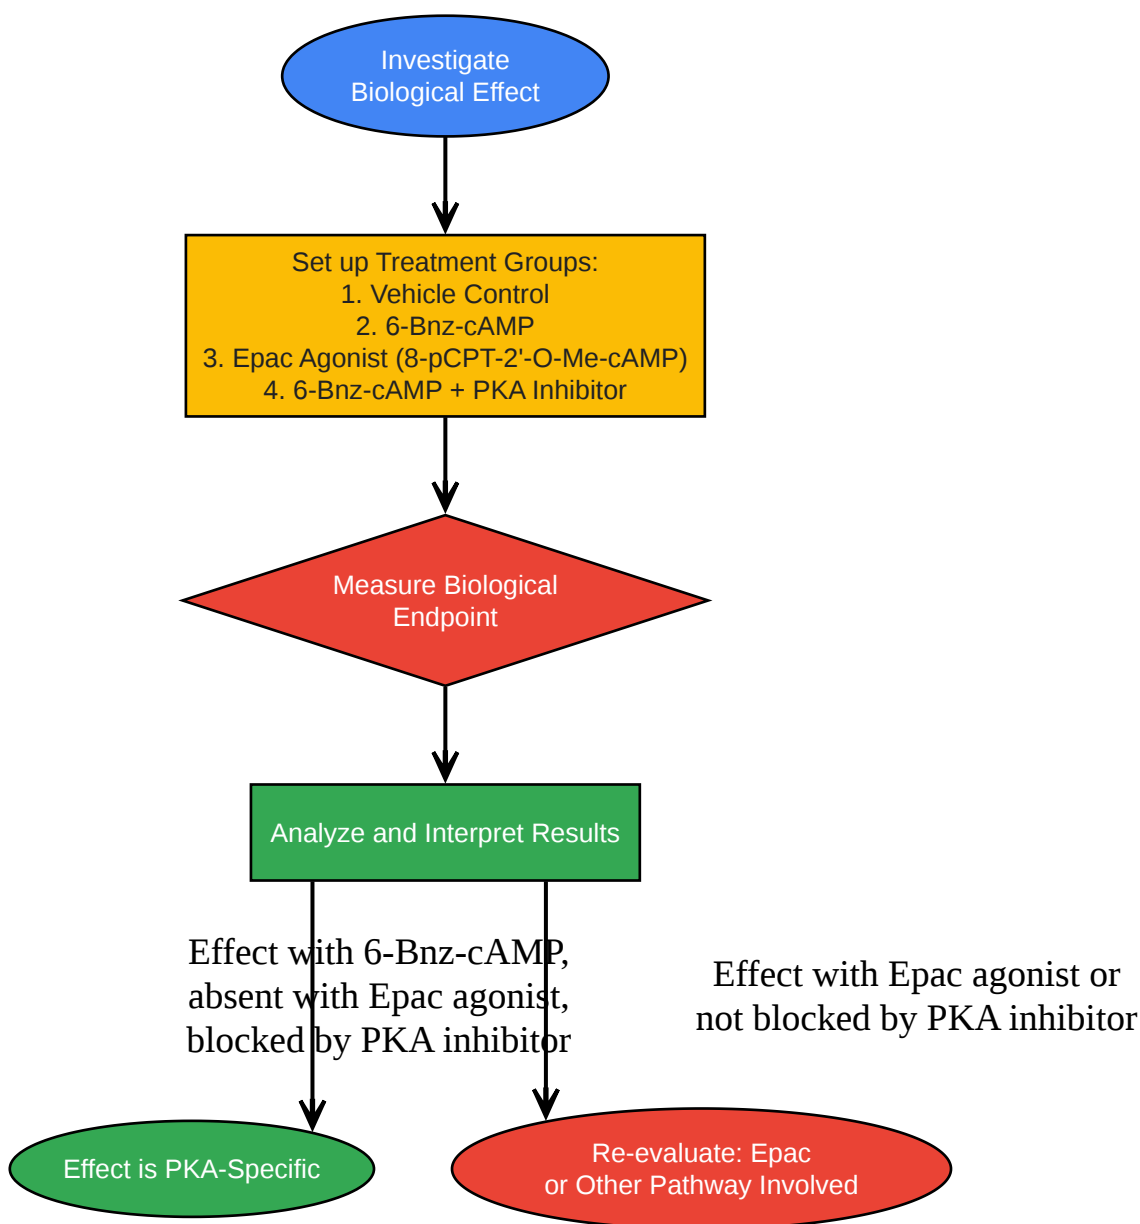 Investigate
Biological Effect
Set up Treatment Groups:
1. Vehicle Control
2. 6-Bnz-cAMP
3. Epac Agonist (8-pCPT-2'-O-Me-cAMP)
4. 6-Bnz-cAMP + PKA Inhibitor
Measure Biological
Endpoint
Analyze and Interpret Results
Effect with 6-Bnz-cAMP,
absent with Epac agonist,
blocked by PKA inhibitor
Effect with Epac agonist or
not blocked by PKA inhibitor
Effect is PKA-Specific
Re-evaluate: Epac
or Other Pathway Involved